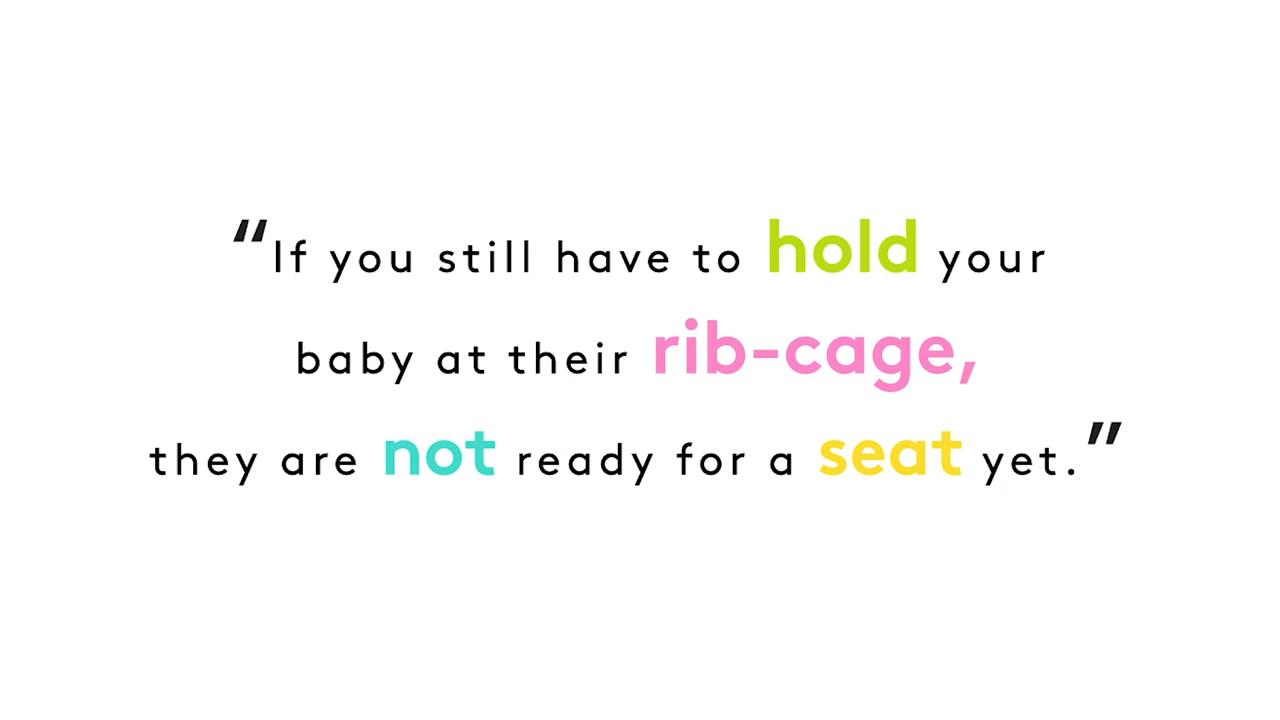 “If you still have to hold your
baby at their rib-cage,
they are not ready for a seat yet.”